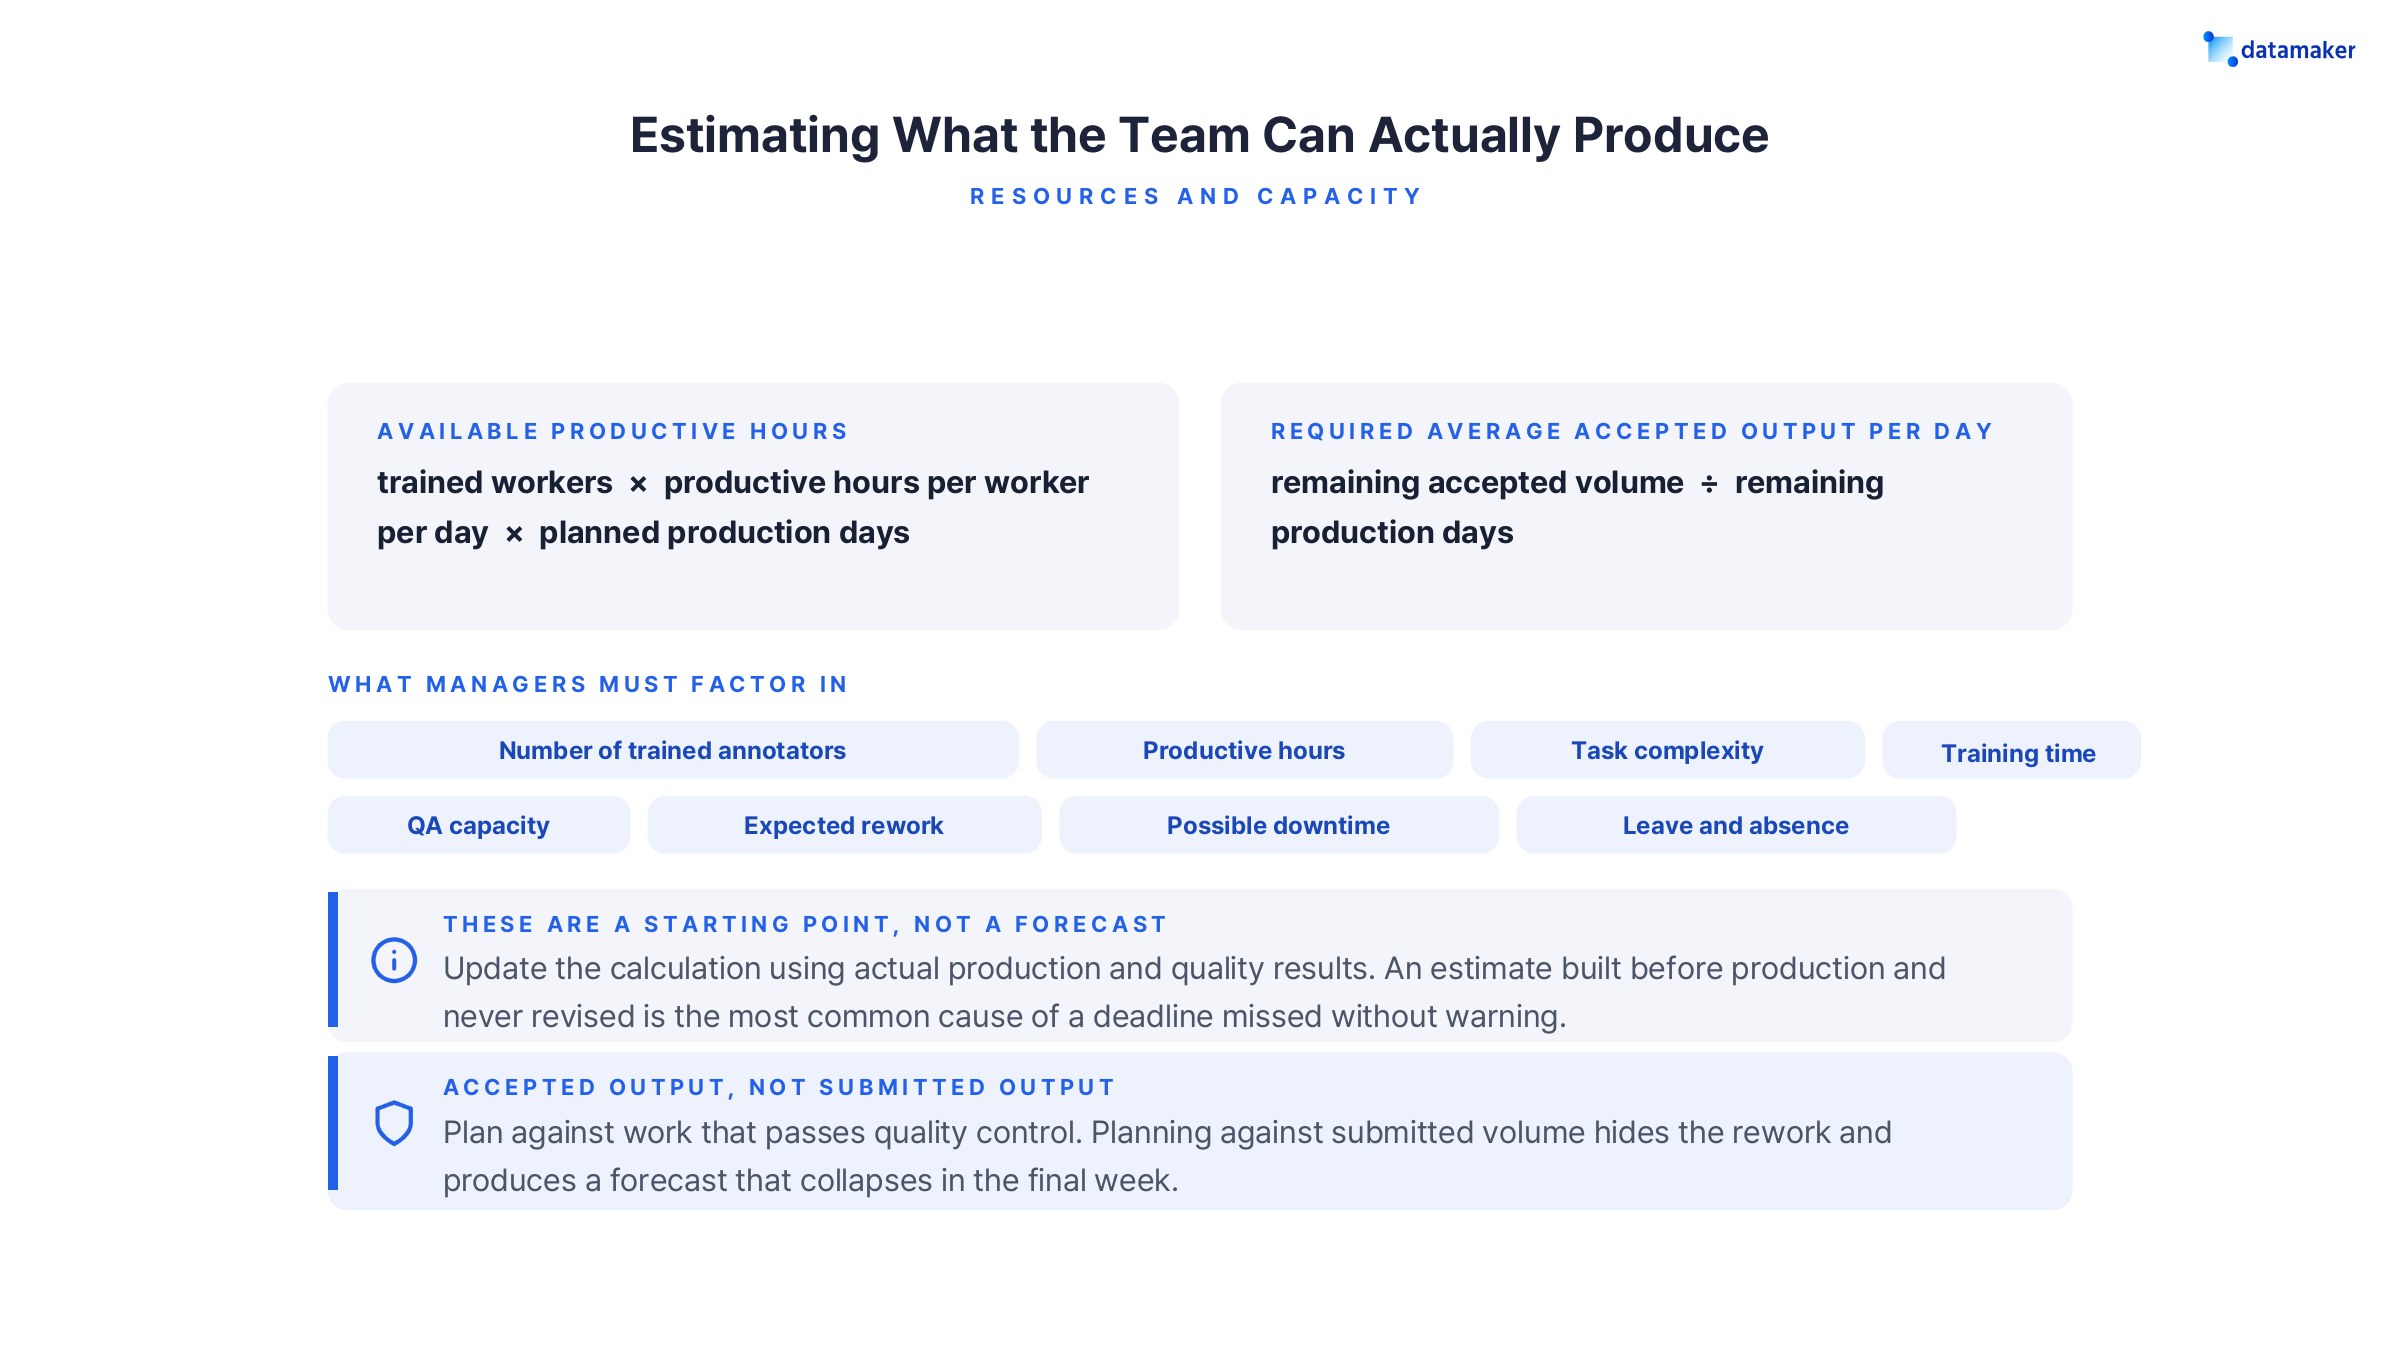 datamaker
Estimating What the Team Can Actually Produce
RESOURCES AND CAPACITY
AVAILABLE PRODUCTIVE HOURS
trained workers × productive hours per worker
per day × planned production days
REQUIRED AVERAGE ACCEPTED OUTPUT PER DAY
remaining accepted volume ÷ remaining
production days
WHAT MANAGERS MUST FACTOR IN
Number of trained annotators
Productive hours
Task complexity
Training time
QA capacity
Expected rework
Possible downtime
Leave and absence
THESE ARE A STARTING POINT, NOT A FORECAST
Update the calculation using actual production and quality results. An estimate built before production and
never revised is the most common cause of a deadline missed without warning.
ACCEPTED OUTPUT, NOT SUBMITTED OUTPUT
Plan against work that passes quality control. Planning against submitted volume hides the rework and
produces a forecast that collapses in the final week.